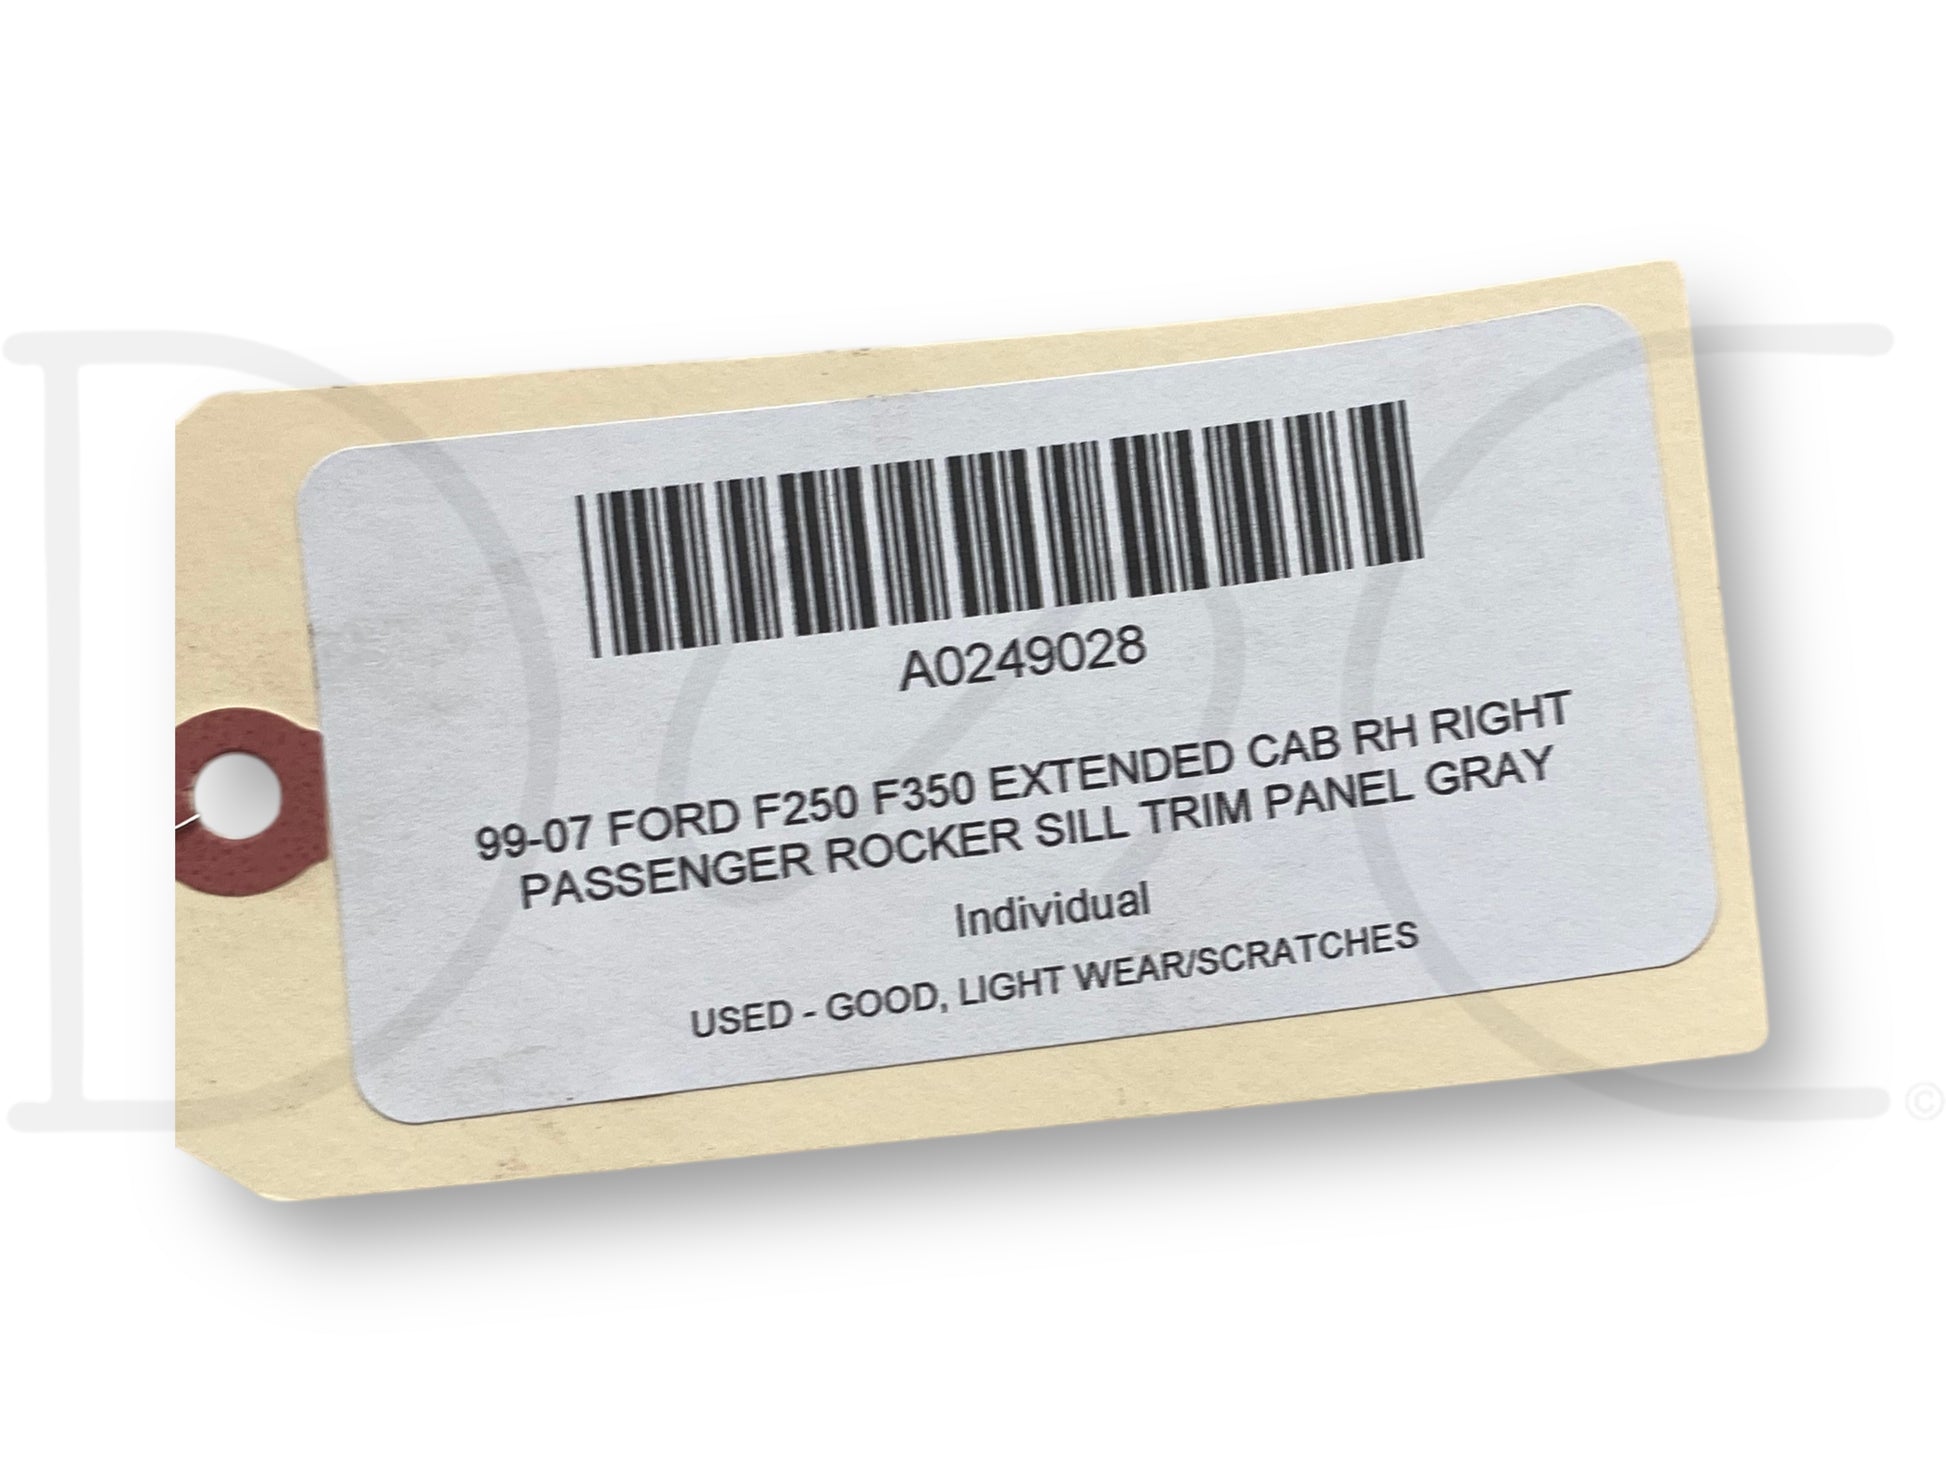 A0249028
99-07 FORD F250 F350 EXTENDED CAB RH RIGHT
PASSENGER ROCKER SILL TRIM PANEL GRAY
Individual
USED - GOOD, LIGHT WEAR/SCRATCHES
©